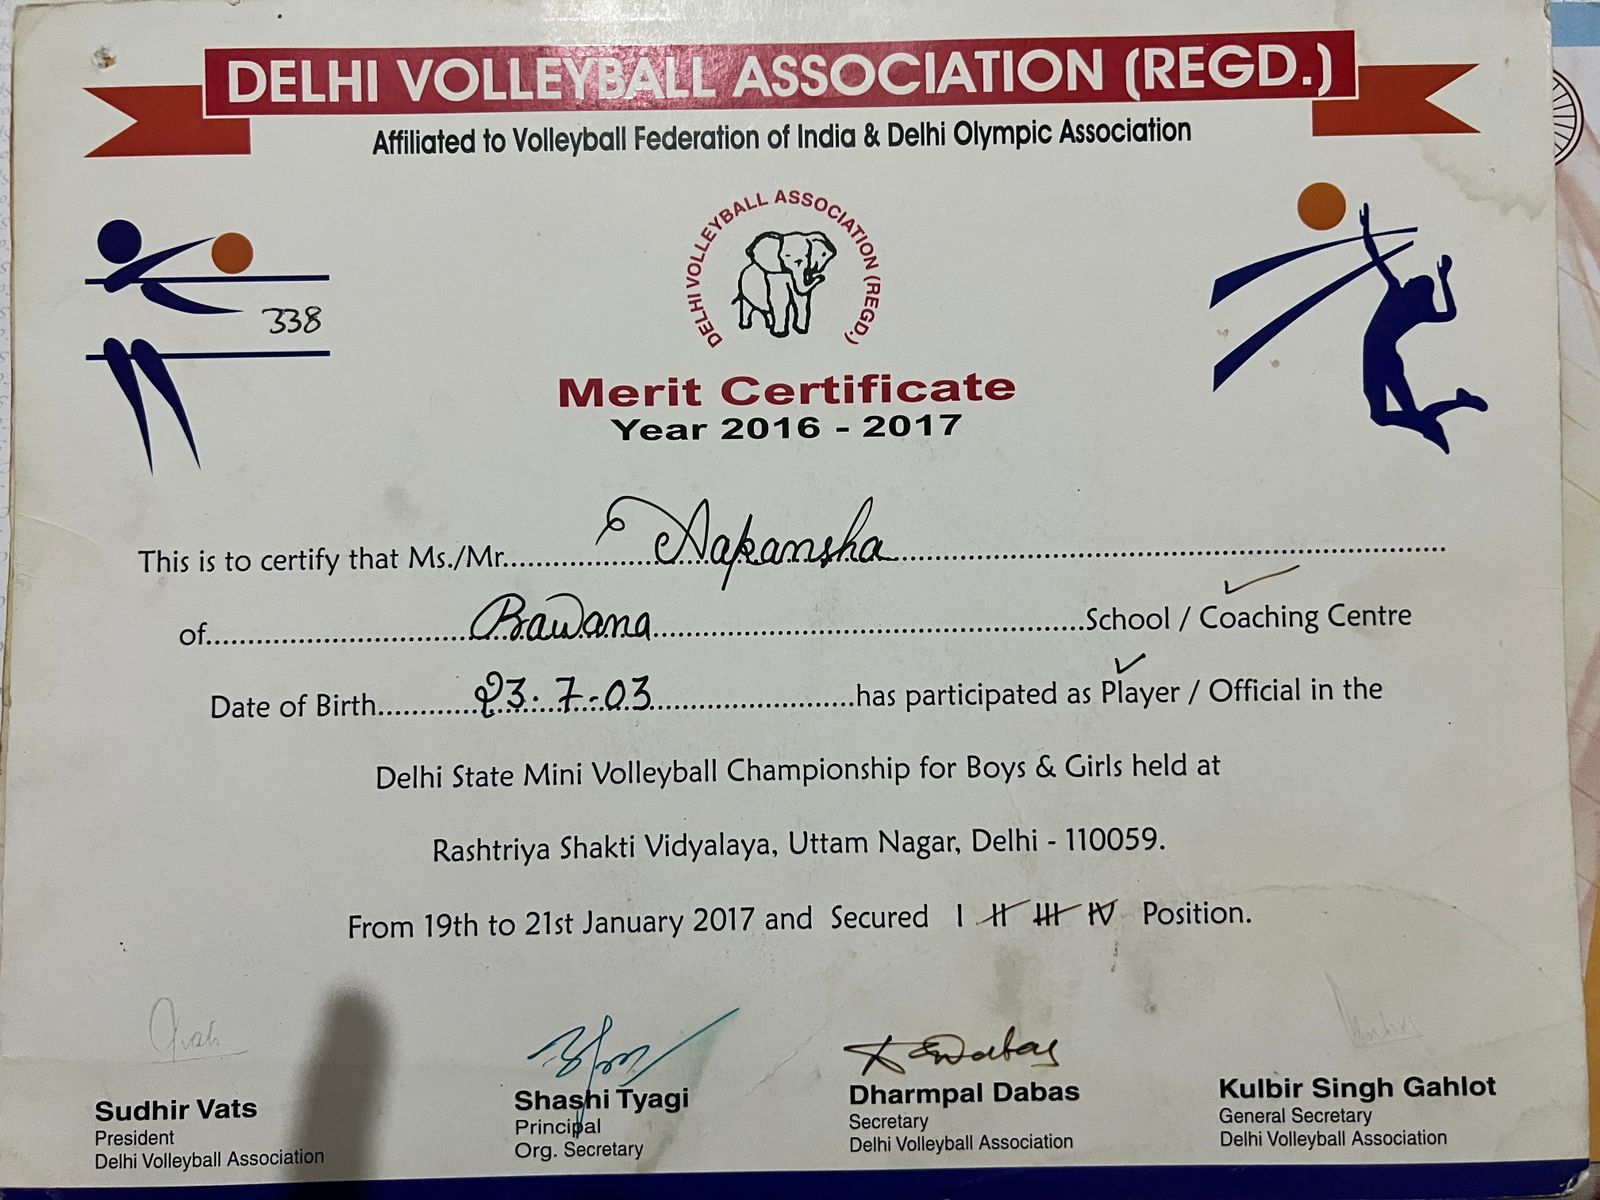 DELHI VOLLEYBALL ASSOCIATION (REGD.)
Affiliated to Volleyball Federation of India & Delhi Olympic Association
DELHI VOLLEYBALL ASSOCIATION (REGD.)
338
Merit Certificate
Year 2016 - 2017
This is to certify that Ms./Mr. Aakansha
of Bawana School / Coaching Centre
Date of Birth 23.7.03 has participated as Player / Official in the
Delhi State Mini Volleyball Championship for Boys & Girls held at
Rashtriya Shakti Vidyalaya, Uttam Nagar, Delhi - 110059.
From 19th to 21st January 2017 and Secured I II III IV Position.
Sudhir Vats
President
Delhi Volleyball Association
Shashi Tyagi
Principal
Org. Secretary
Dharmpal Dabas
Secretary
Delhi Volleyball Association
Kulbir Singh Gahlot
General Secretary
Delhi Volleyball Association